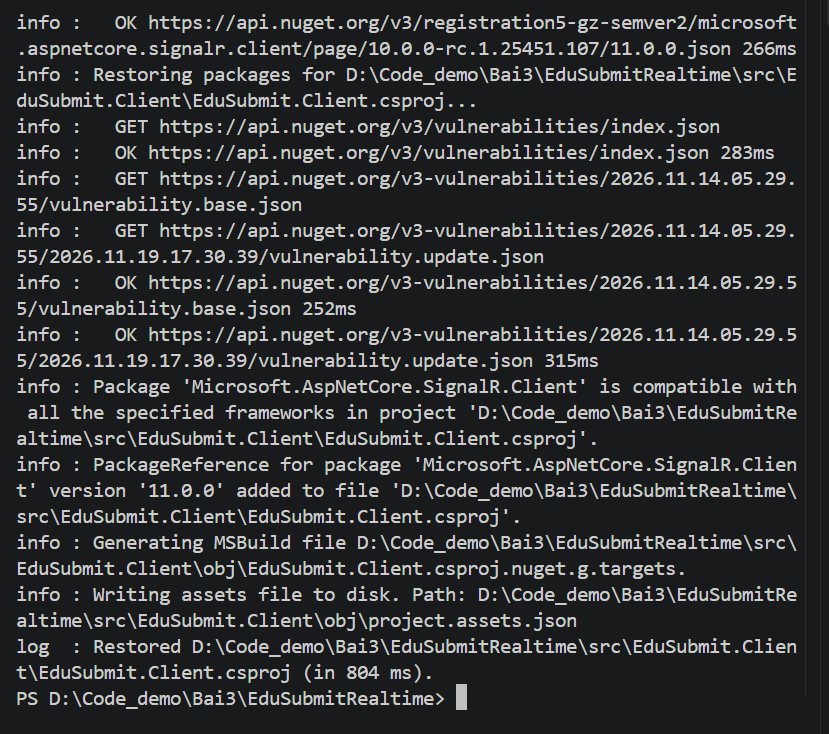 info :   OK https://api.nuget.org/v3/registration5-gz-semver2/microsoft
.aspnetcore.signalr.client/page/10.0.0-rc.1.25451.107/11.0.0.json 266ms
info : Restoring packages for D:\Code_demo\Bai3\EduSubmitRealtime\src\E
duSubmit.Client\EduSubmit.Client.csproj...
info :   GET https://api.nuget.org/v3/vulnerabilities/index.json
info :   OK https://api.nuget.org/v3/vulnerabilities/index.json 283ms
info :   GET https://api.nuget.org/v3-vulnerabilities/2026.11.14.05.29.
55/vulnerability.base.json
info :   GET https://api.nuget.org/v3-vulnerabilities/2026.11.14.05.29.
55/2026.11.19.17.30.39/vulnerability.update.json
info :   OK https://api.nuget.org/v3-vulnerabilities/2026.11.14.05.29.5
5/vulnerability.base.json 252ms
info :   OK https://api.nuget.org/v3-vulnerabilities/2026.11.14.05.29.5
5/2026.11.19.17.30.39/vulnerability.update.json 315ms
info : Package 'Microsoft.AspNetCore.SignalR.Client' is compatible with
 all the specified frameworks in project 'D:\Code_demo\Bai3\EduSubmitRe
altime\src\EduSubmit.Client\EduSubmit.Client.csproj'.
info : PackageReference for package 'Microsoft.AspNetCore.SignalR.Clien
t' version '11.0.0' added to file 'D:\Code_demo\Bai3\EduSubmitRealtime\
src\EduSubmit.Client\EduSubmit.Client.csproj'.
info : Generating MSBuild file D:\Code_demo\Bai3\EduSubmitRealtime\src\
EduSubmit.Client\obj\EduSubmit.Client.csproj.nuget.g.targets.
info : Writing assets file to disk. Path: D:\Code_demo\Bai3\EduSubmitRe
altime\src\EduSubmit.Client\obj\project.assets.json
log  : Restored D:\Code_demo\Bai3\EduSubmitRealtime\src\EduSubmit.Clien
t\EduSubmit.Client.csproj (in 804 ms).
PS D:\Code_demo\Bai3\EduSubmitRealtime>